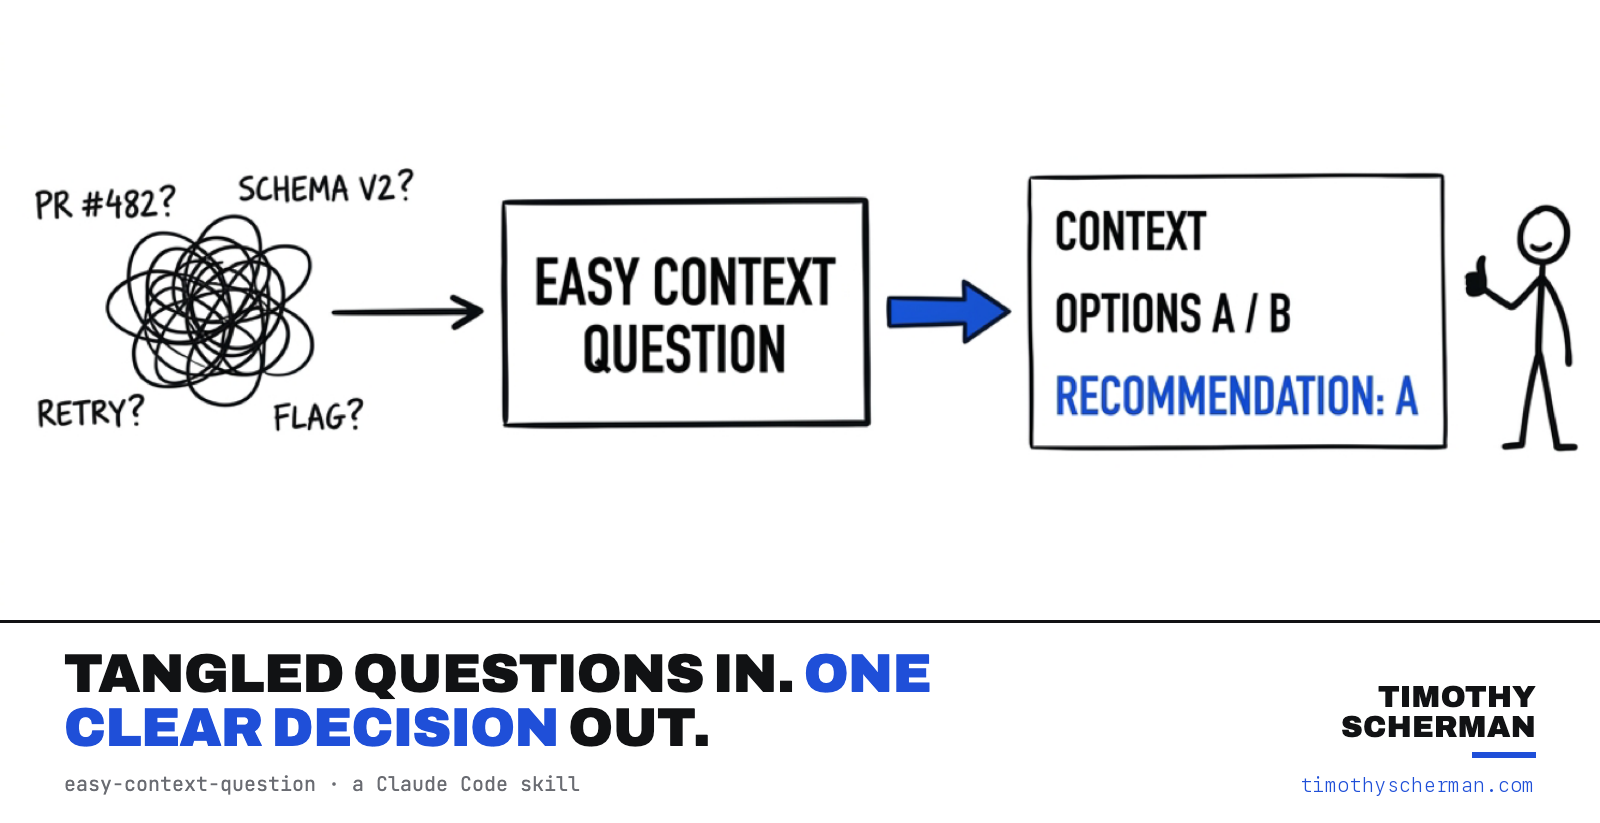 PR #482?
SCHEMA V2?
RETRY?
FLAG?
EASY CONTEXT
QUESTION
CONTEXT
OPTIONS A / B
RECOMMENDATION: A
TANGLED QUESTIONS IN. ONE
CLEAR DECISION OUT.
easy-context-question · a Claude Code skill
TIMOTHY
SCHERMAN
timothyscherman.com